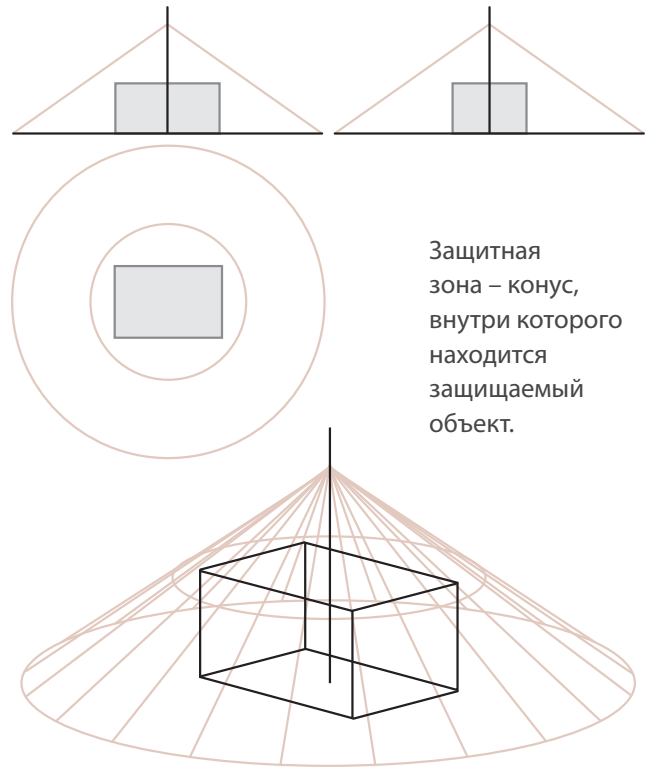 Защитная
зона – конус,
внутри которого
находится
защищаемый
объект.